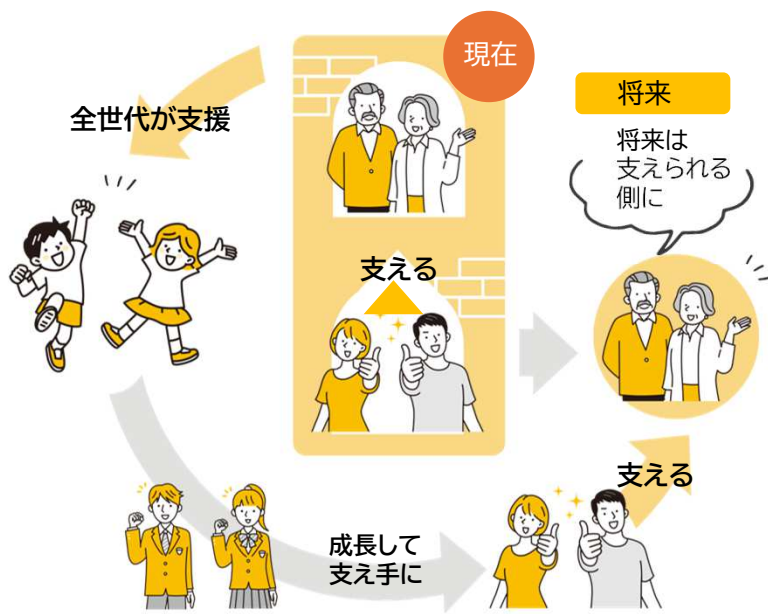 現在
全世代が支援
将来
将来は
支えられる
側に
支える
支える
成長して
支え手に